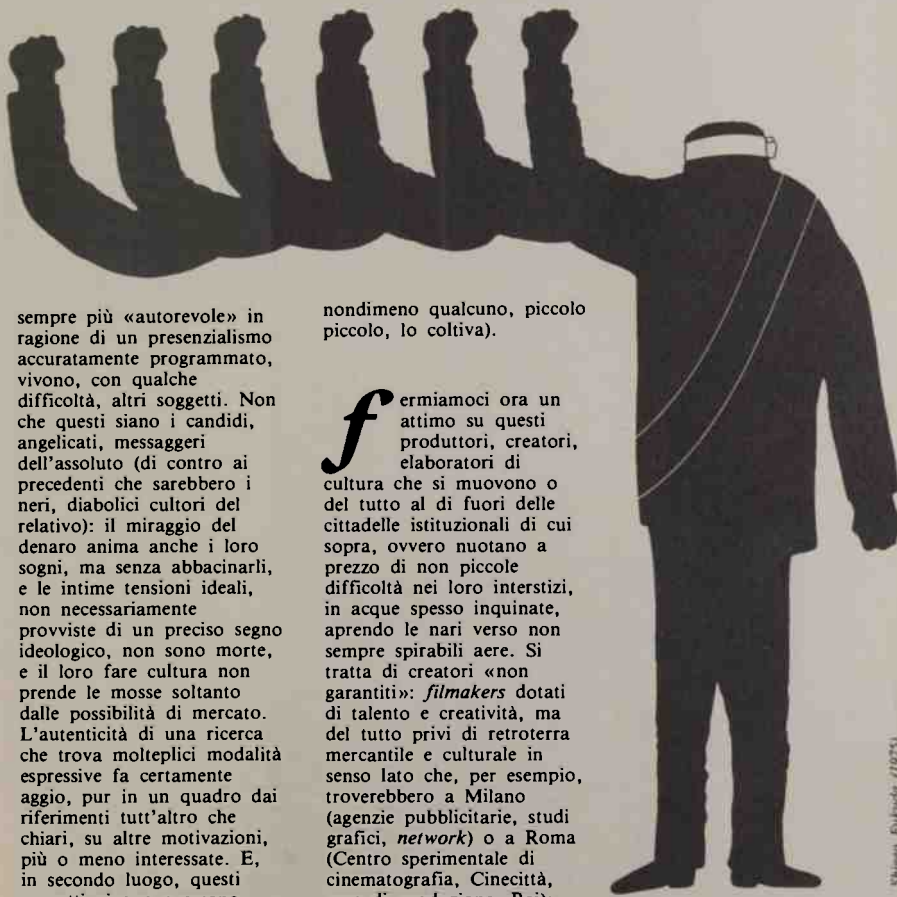 sempre più «autorevole» in
ragione di un presenzialismo
accuratamente programmato,
vivono, con qualche
difficoltà, altri soggetti. Non
che questi siano i candidi,
angelicati, messaggeri
dell'assoluto (di contro ai
precedenti che sarebbero i
neri, diabolici cultori del
relativo): il miraggio del
denaro anima anche i loro
sogni, ma senza abbacinarli,
e le intime tensioni ideali,
non necessariamente
provviste di un preciso segno
ideologico, non sono morte,
e il loro fare cultura non
prende le mosse soltanto
dalle possibilità di mercato.
L'autenticità di una ricerca
che trova molteplici modalità
espressive fa certamente
aggio, pur in un quadro dai
riferimenti tutt'altro che
chiari, su altre motivazioni,
più o meno interessate. E,
in secondo luogo, questi
nondimeno qualcuno, piccolo
piccolo, lo coltiva).
fermiamoci ora un
attimo su questi
produttori, creatori,
elaboratori di
cultura che si muovono o
del tutto al di fuori delle
cittadelle istituzionali di cui
sopra, ovvero nuotano a
prezzo di non piccole
difficoltà nei loro interstizi,
in acque spesso inquinate,
aprendo le nari verso non
sempre spirabili aere. Si
tratta di creatori «non
garantiti»: filmakers dotati
di talento e creatività, ma
del tutto privi di retroterra
mercantile e culturale in
senso lato che, per esempio,
troverebbero a Milano
(agenzie pubblicitarie, studi
grafici, network) o a Roma
(Centro sperimentale di
cinematografia, Cinecittà,
Shigeo Fukuda (1975)